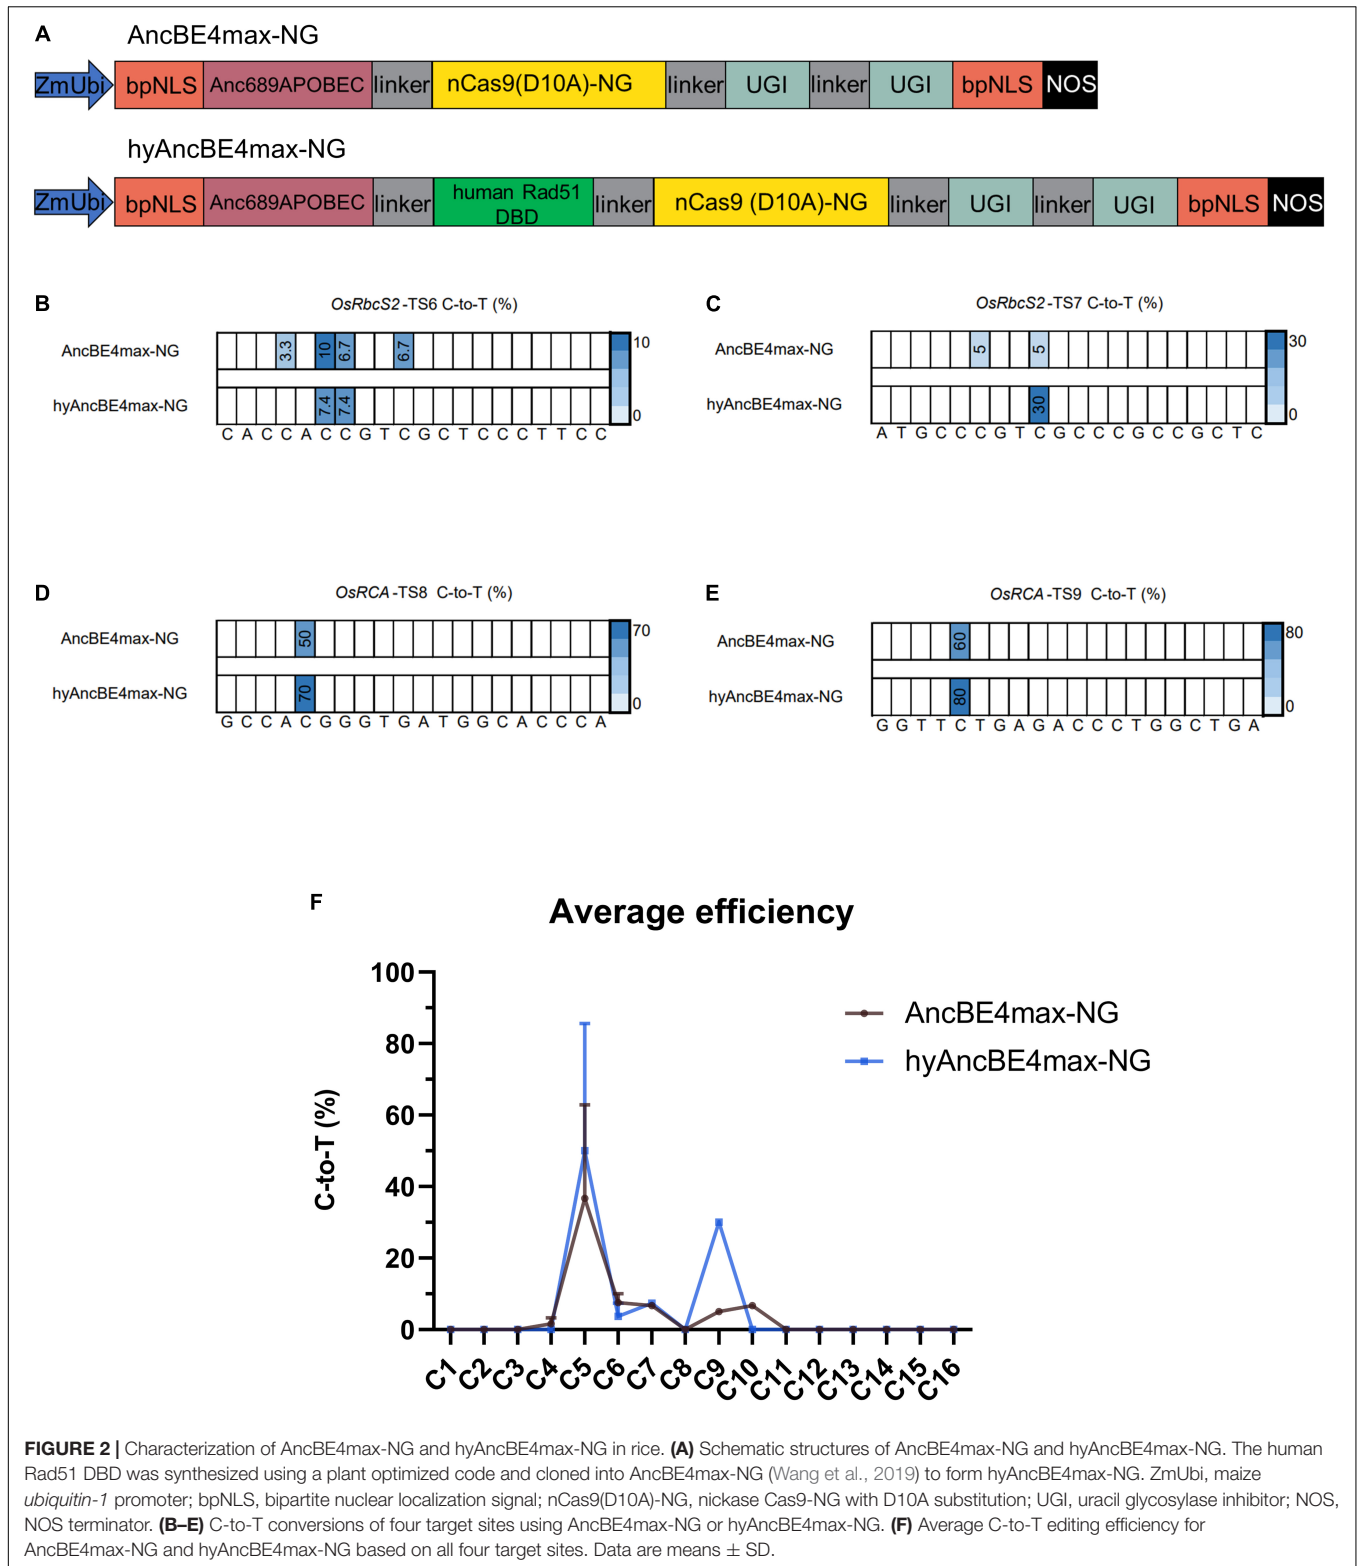 A
AncBE4max-NG
ZmUbi bpNLS Anc689APOBEC linker nCas9(D10A)-NG linker UGI linker UGI bpNLS NOS
hyAncBE4max-NG
ZmUbi bpNLS Anc689APOBEC linker human Rad51 DBD linker nCas9 (D10A)-NG linker UGI linker UGI bpNLS NOS
B
OsRbcS2-TS6 C-to-T (%)
AncBE4max-NG 3.3 10 6.7 6.7 10
hyAncBE4max-NG 7.4 7.4 0
C A C C A C C G T C G C T C C C T T C C
C
OsRbcS2-TS7 C-to-T (%)
AncBE4max-NG 5 5 30
hyAncBE4max-NG 30 0
A T G C C C G T C G C C C G C C G C T C
D
OsRCA-TS8 C-to-T (%)
AncBE4max-NG 50 70
hyAncBE4max-NG 70 0
G C C A C G G G T G A T G G C A C C C A
E
OsRCA-TS9 C-to-T (%)
AncBE4max-NG 60 80
hyAncBE4max-NG 80 0
G G T T C T G A G A C C C T G G C T G A
F
Average efficiency
C-to-T (%)
100
80
60
40
20
0
C1 C2 C3 C4 C5 C6 C7 C8 C9 C10 C11 C12 C13 C14 C15 C16
AncBE4max-NG
hyAncBE4max-NG
FIGURE 2 | Characterization of AncBE4max-NG and hyAncBE4max-NG in rice. (A) Schematic structures of AncBE4max-NG and hyAncBE4max-NG. The human
Rad51 DBD was synthesized using a plant optimized code and cloned into AncBE4max-NG (Wang et al., 2019) to form hyAncBE4max-NG. ZmUbi, maize
ubiquitin-1 promoter; bpNLS, bipartite nuclear localization signal; nCas9(D10A)-NG, nickase Cas9-NG with D10A substitution; UGI, uracil glycosylase inhibitor; NOS,
NOS terminator. (B–E) C-to-T conversions of four target sites using AncBE4max-NG or hyAncBE4max-NG. (F) Average C-to-T editing efficiency for
AncBE4max-NG and hyAncBE4max-NG based on all four target sites. Data are means ± SD.